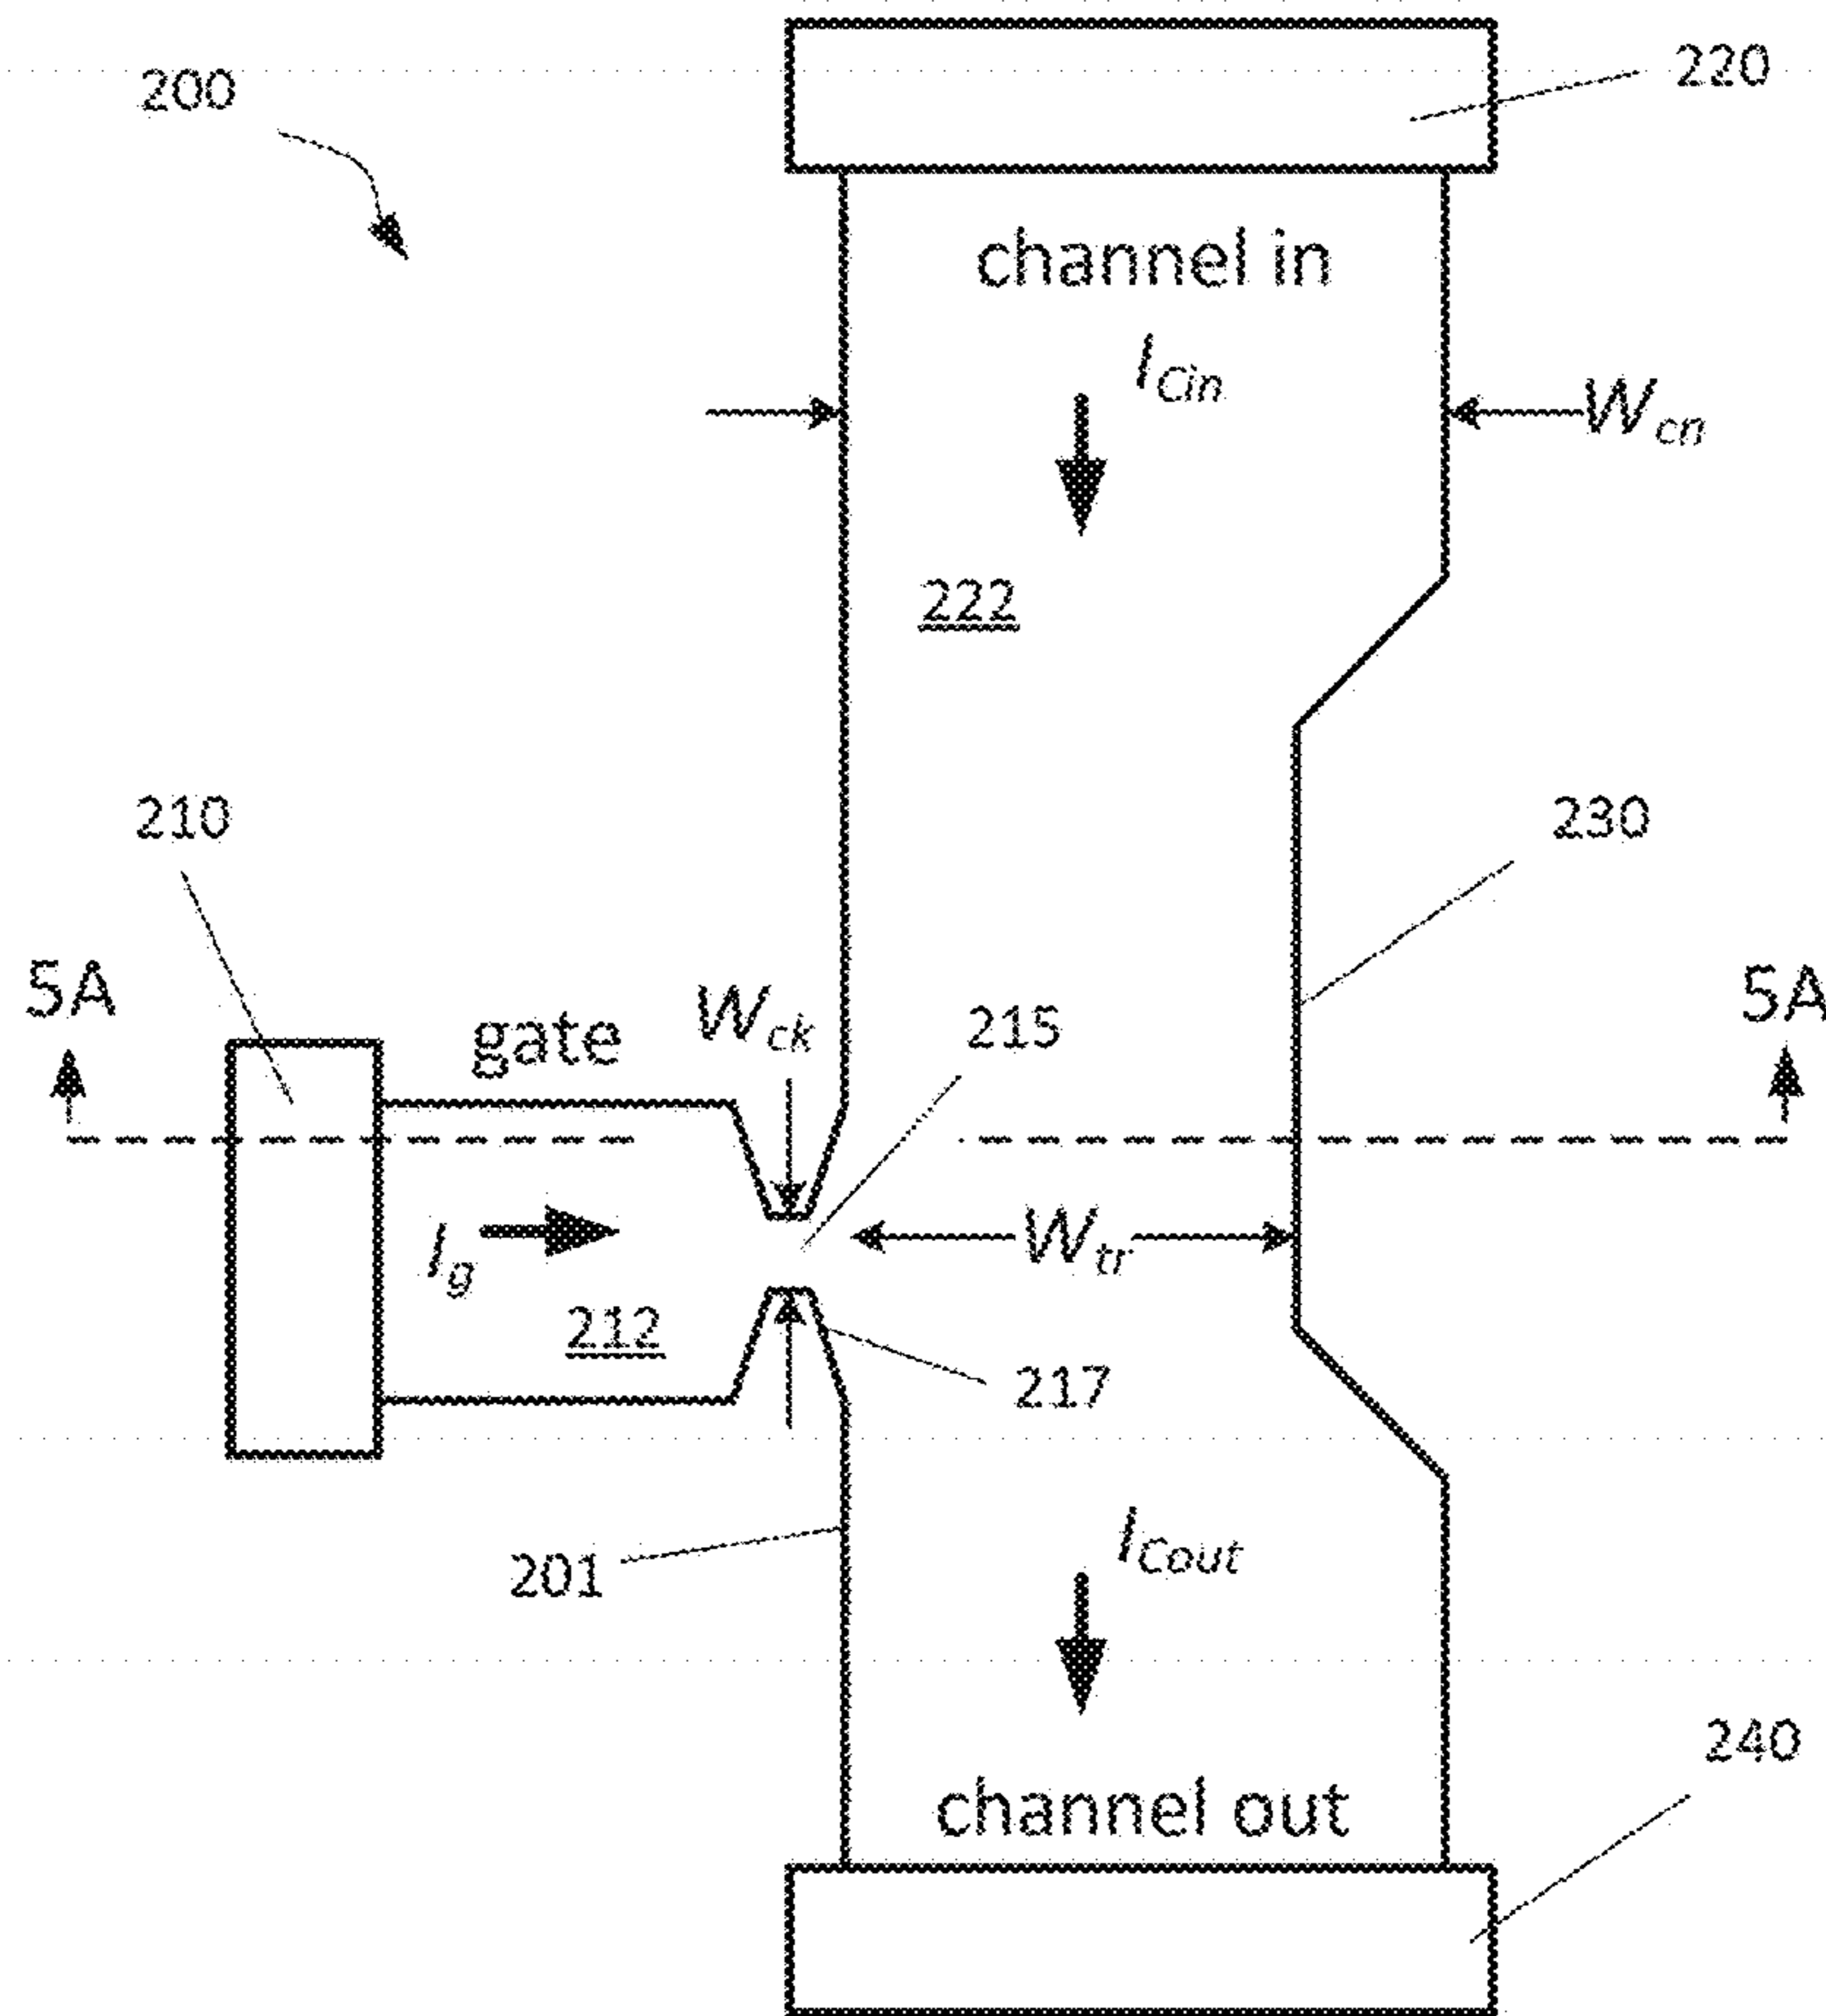 220
200
channel in
I_Cin
W_cn
222
210
230
5A
5A
W_ck
215
gate
I_g
W_tr
212
217
I_Cout
201
240
channel out